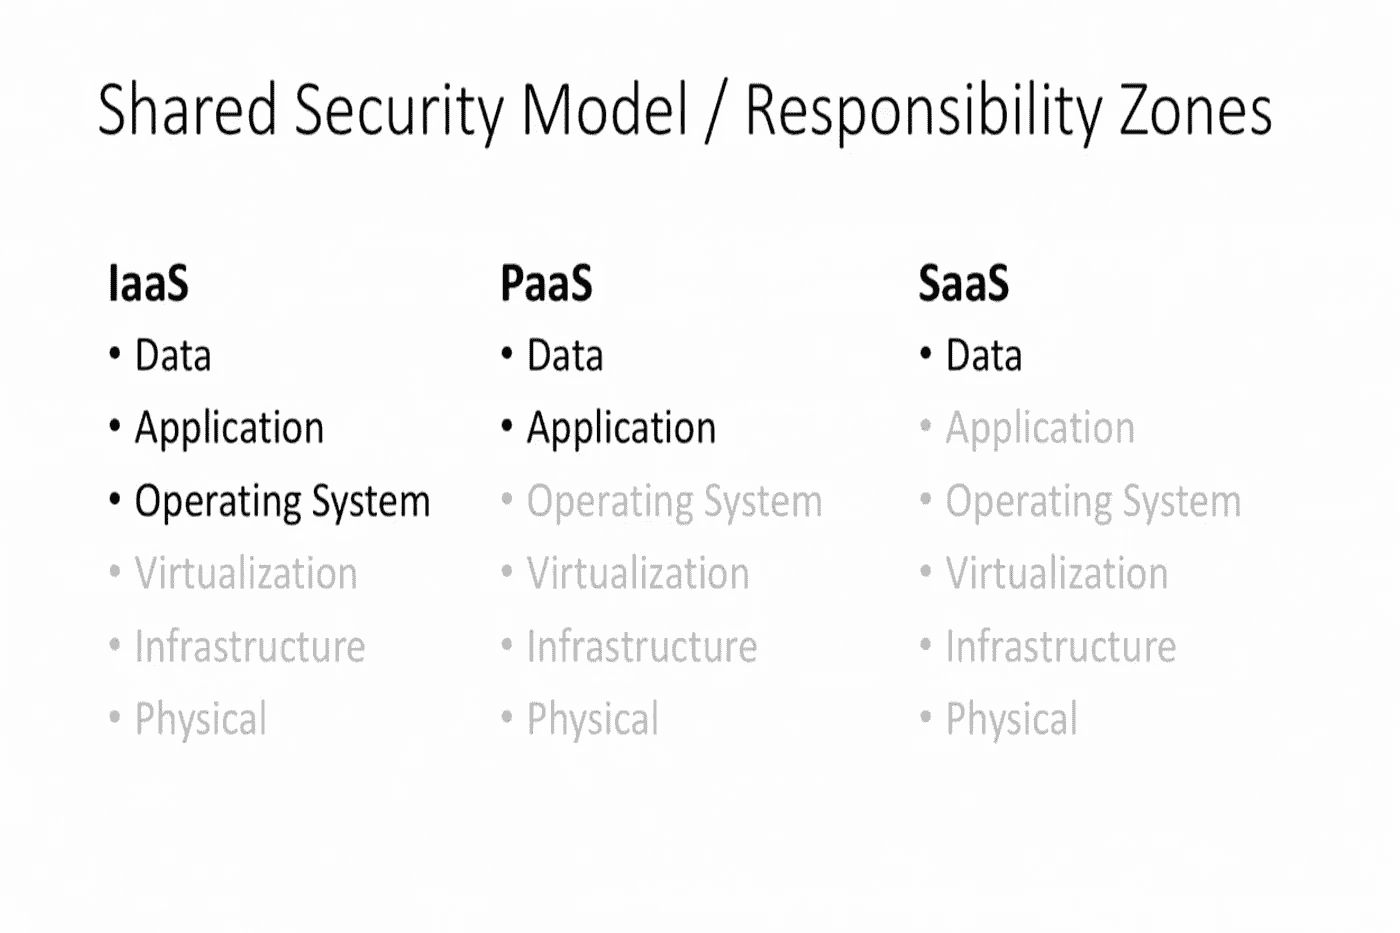 Shared Security Model / Responsibility Zones
IaaS
• Data
• Application
• Operating System
• Virtualization
• Infrastructure
• Physical
PaaS
• Data
• Application
• Operating System
• Virtualization
• Infrastructure
• Physical
SaaS
• Data
• Application
• Operating System
• Virtualization
• Infrastructure
• Physical